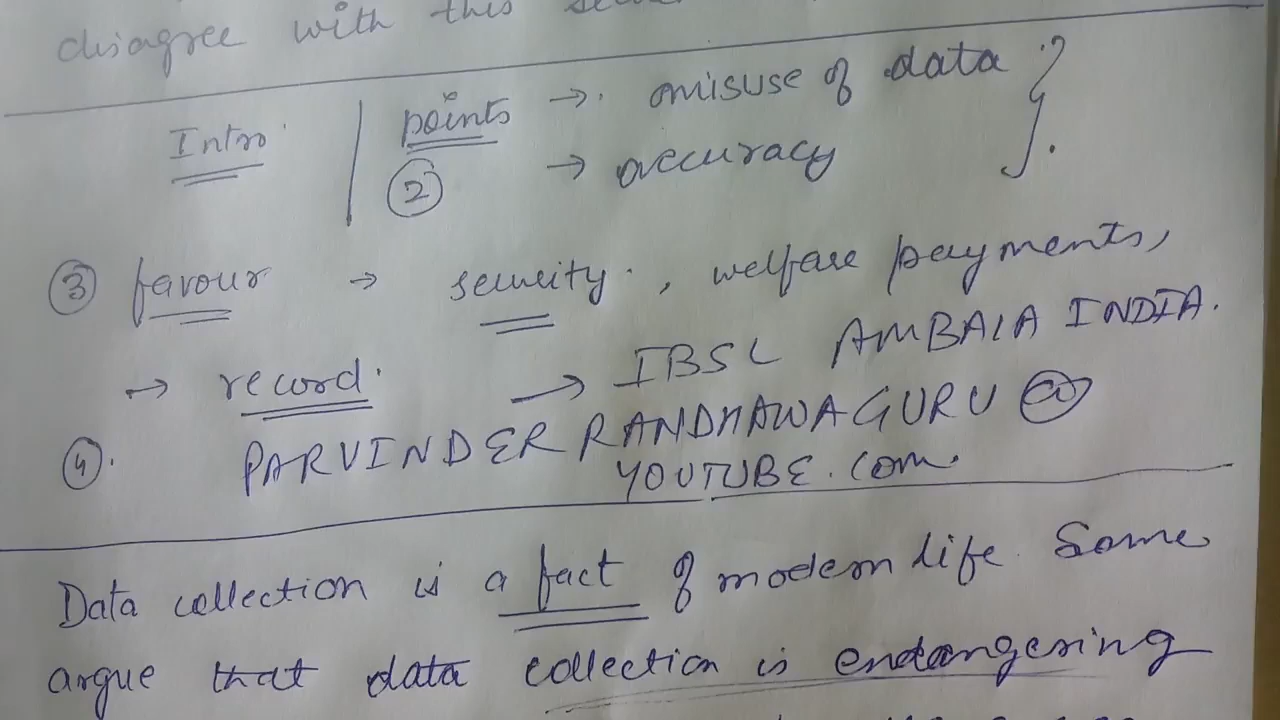 disagree with this
Intro. | points → misuse of data
② → accuracy
③ favour → security, welfare payments,
→ record. → IBSL AMBALA INDIA.
④. PARVINDER RANDHAWA GURU @
YOUTUBE.com.
Data collection is a fact of modern life. Some
argue that data collection is endangering